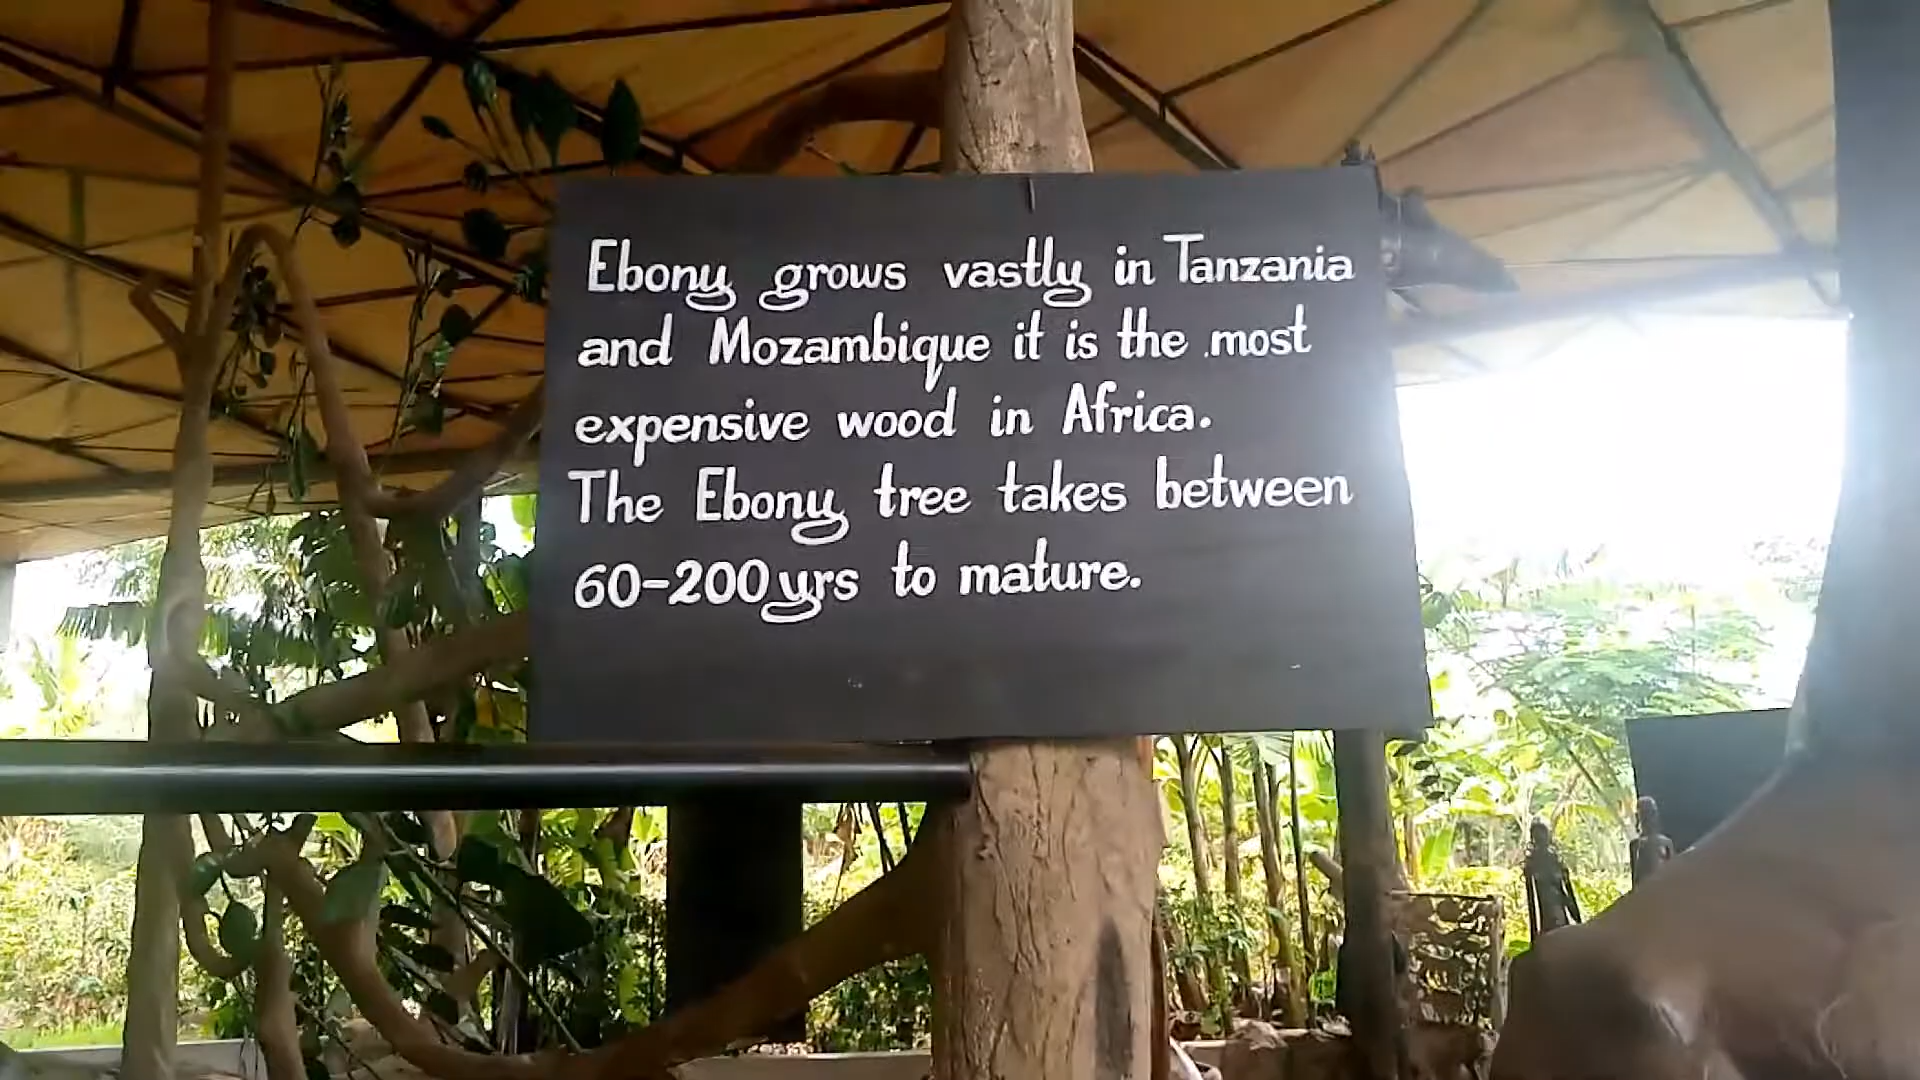 Ebony grows vastly in Tanzania
and Mozambique it is the most
expensive wood in Africa.
The Ebony tree takes between
60-200yrs to mature.